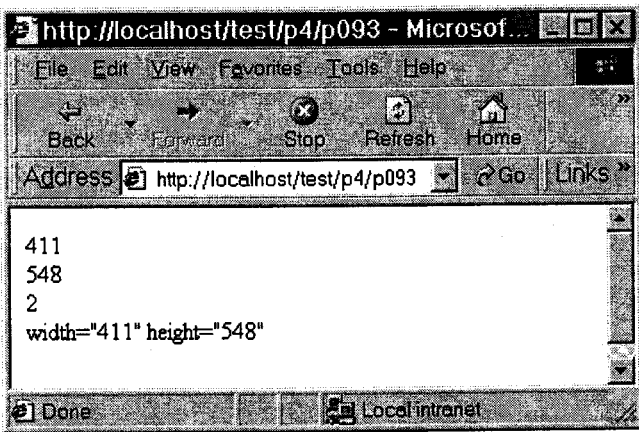 http://localhost/test/p4/p093 - Microsof...
File Edit View Favorites Tools Help
Back Forward Stop Refresh Home »
Address http://localhost/test/p4/p093 Go Links »
411
548
2
width="411" height="548"
Done Local intranet